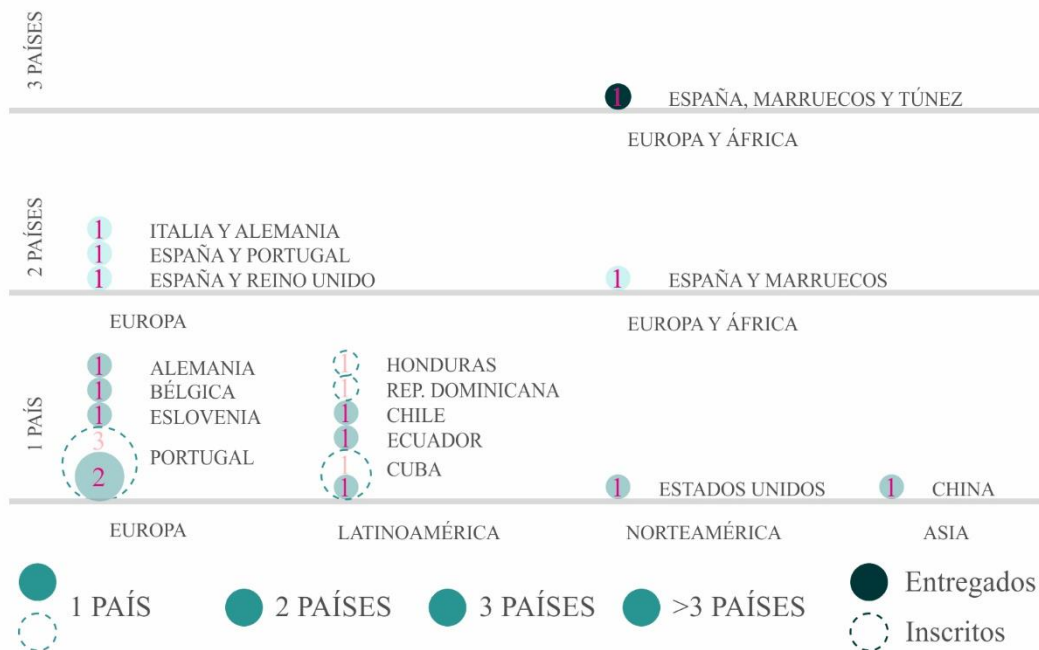 3 PAÍSES
1 ESPAÑA, MARRUECOS Y TÚNEZ
EUROPA Y ÁFRICA
2 PAÍSES
1 ITALIA Y ALEMANIA
1 ESPAÑA Y PORTUGAL
1 ESPAÑA Y REINO UNIDO
1 ESPAÑA Y MARRUECOS
EUROPA
EUROPA Y ÁFRICA
1 PAÍS
1 ALEMANIA
1 BÉLGICA
1 ESLOVENIA
3
PORTUGAL
2
1 HONDURAS
1 REP. DOMINICANA
1 CHILE
1 ECUADOR
1 CUBA
1
1 ESTADOS UNIDOS
1 CHINA
EUROPA
LATINOAMÉRICA
NORTEAMÉRICA
ASIA
1 PAÍS
2 PAÍSES
3 PAÍSES
>3 PAÍSES
Entregados
Inscritos